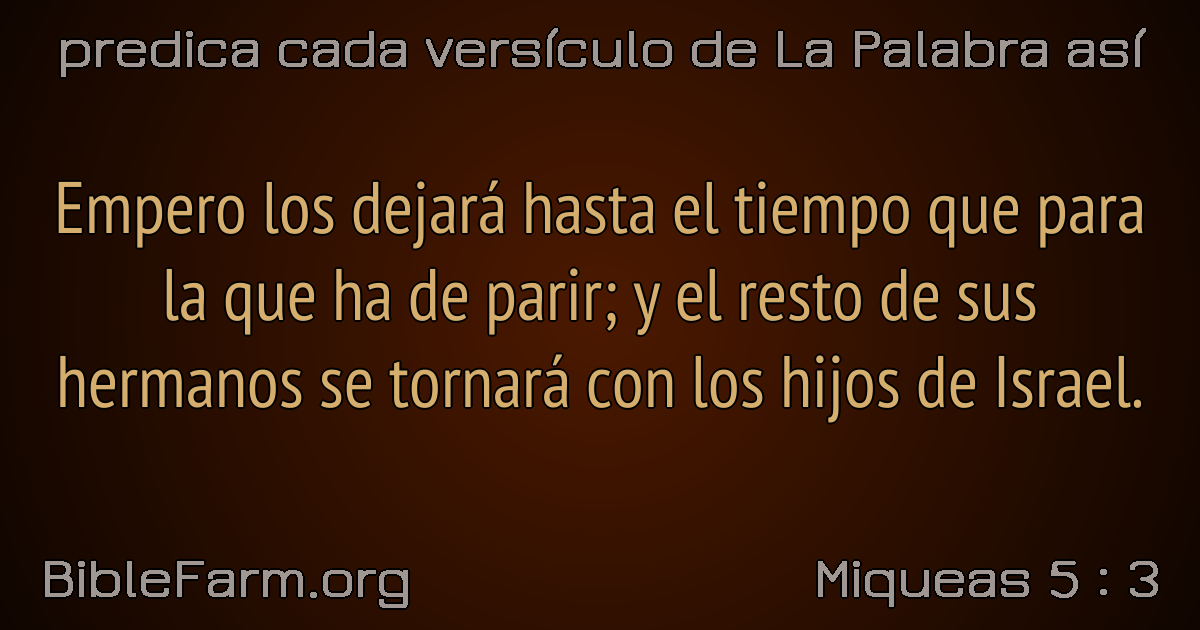 predica cada versículo de La Palabra así
Empero los dejará hasta el tiempo que para
la que ha de parir; y el resto de sus
hermanos se tornará con los hijos de Israel.
BibleFarm.org
Miqueas 5 : 3